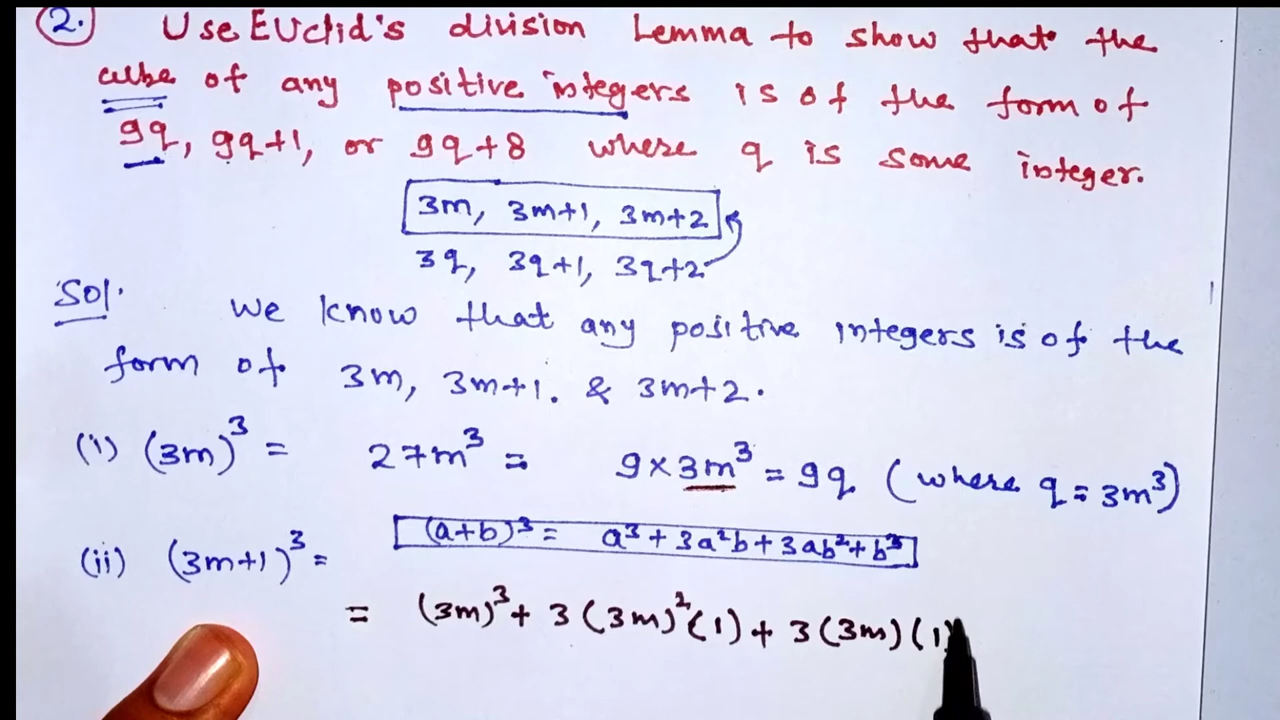 2. Use Euclid's division Lemma to show that the
cube of any positive integers is of the form of
9q, 9q+1, or 9q+8 where q is some integer.
3m, 3m+1, 3m+2
3q, 3q+1, 3q+2
Sol. We know that any positive integers is of the
form of 3m, 3m+1. & 3m+2.
(i) (3m)³ = 27m³ = 9×3m³ = 9q (where q = 3m³)
(a+b)³ = a³+3a²b+3ab²+b³
(ii) (3m+1)³ =
= (3m)³ + 3(3m)²(1) + 3(3m)(1)